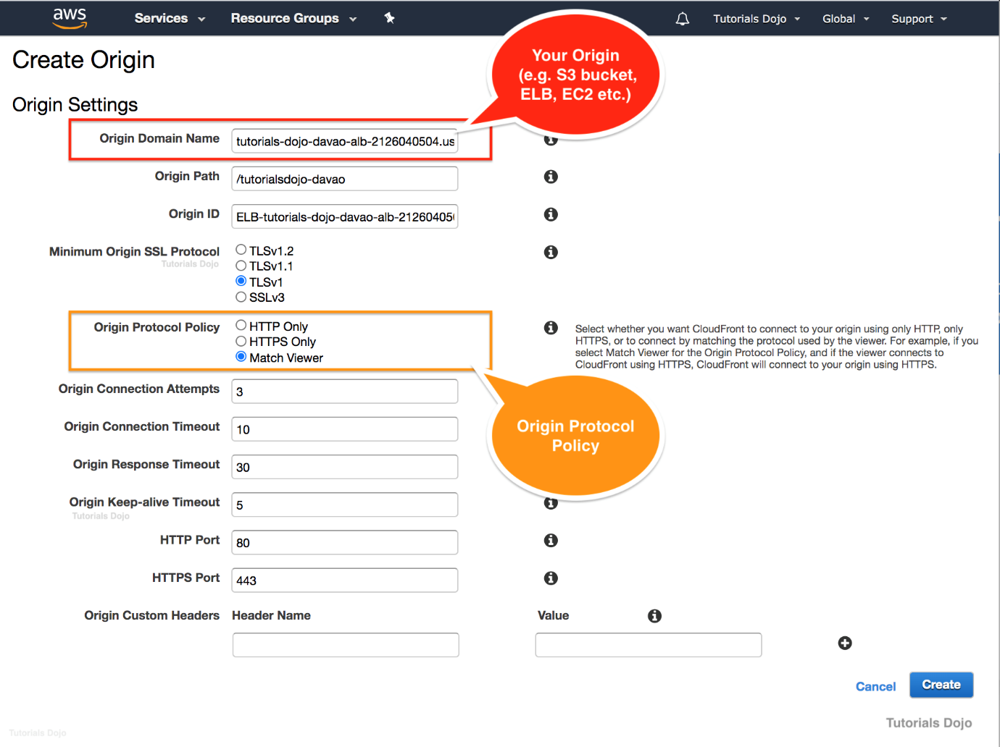 aws Services Resource Groups Tutorials Dojo Global Support
Create Origin
Your Origin
(e.g. S3 bucket,
ELB, EC2 etc.)
Origin Settings
Origin Domain Name tutorials-dojo-davao-alb-2126040504.us
Origin Path /tutorialsdojo-davao
Origin ID ELB-tutorials-dojo-davao-alb-212604050
Minimum Origin SSL Protocol TLSv1.2
Tutorials Dojo
TLSv1.1
TLSv1
SSLv3
Origin Protocol Policy HTTP Only
HTTPS Only
Match Viewer
Select whether you want CloudFront to connect to your origin using only HTTP, only
HTTPS, or to connect by matching the protocol used by the viewer. For example, if you
select Match Viewer for the Origin Protocol Policy, and if the viewer connects to
CloudFront using HTTPS, CloudFront will connect to your origin using HTTPS.
Origin Connection Attempts 3
Origin Protocol
Policy
Origin Connection Timeout 10
Origin Response Timeout 30
Origin Keep-alive Timeout 5
Tutorials Dojo
HTTP Port 80
HTTPS Port 443
Origin Custom Headers Header Name Value
Cancel Create
Tutorials Dojo
Tutorials Dojo